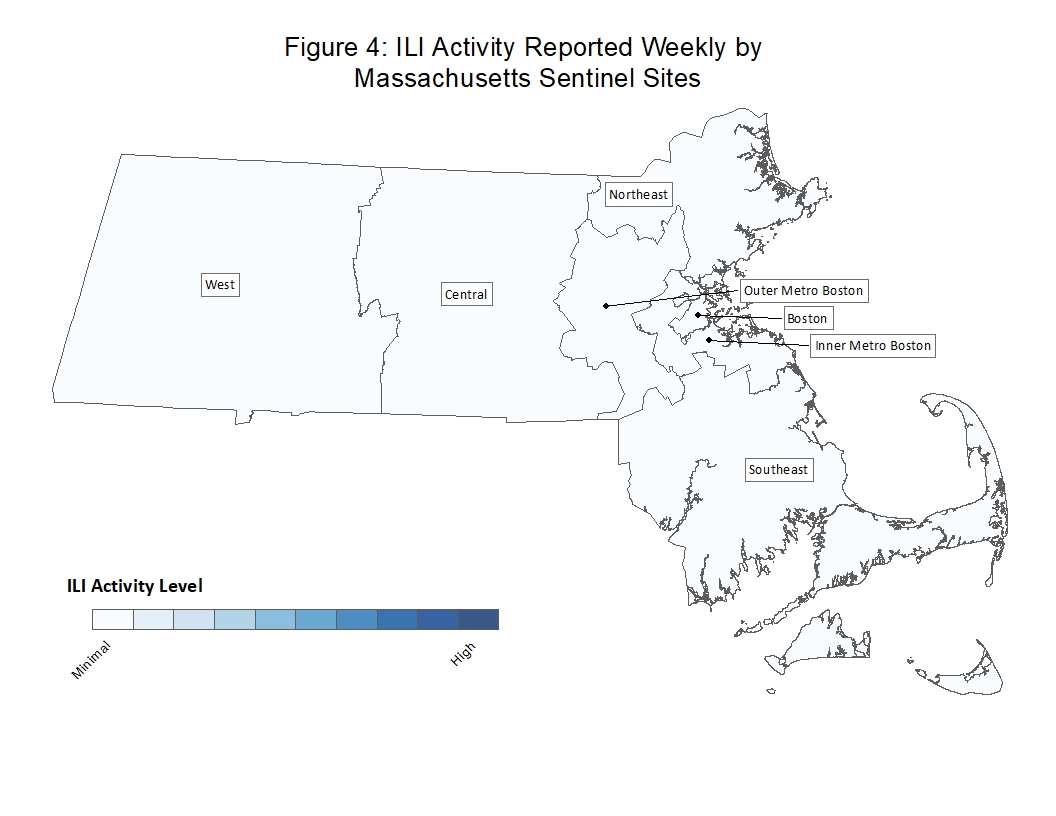 Figure 4: ILI Activity Reported Weekly by
Massachusetts Sentinel Sites
Northeast
West
Central
Outer Metro Boston
Boston
Inner Metro Boston
Southeast
ILI Activity Level
Minimal
High